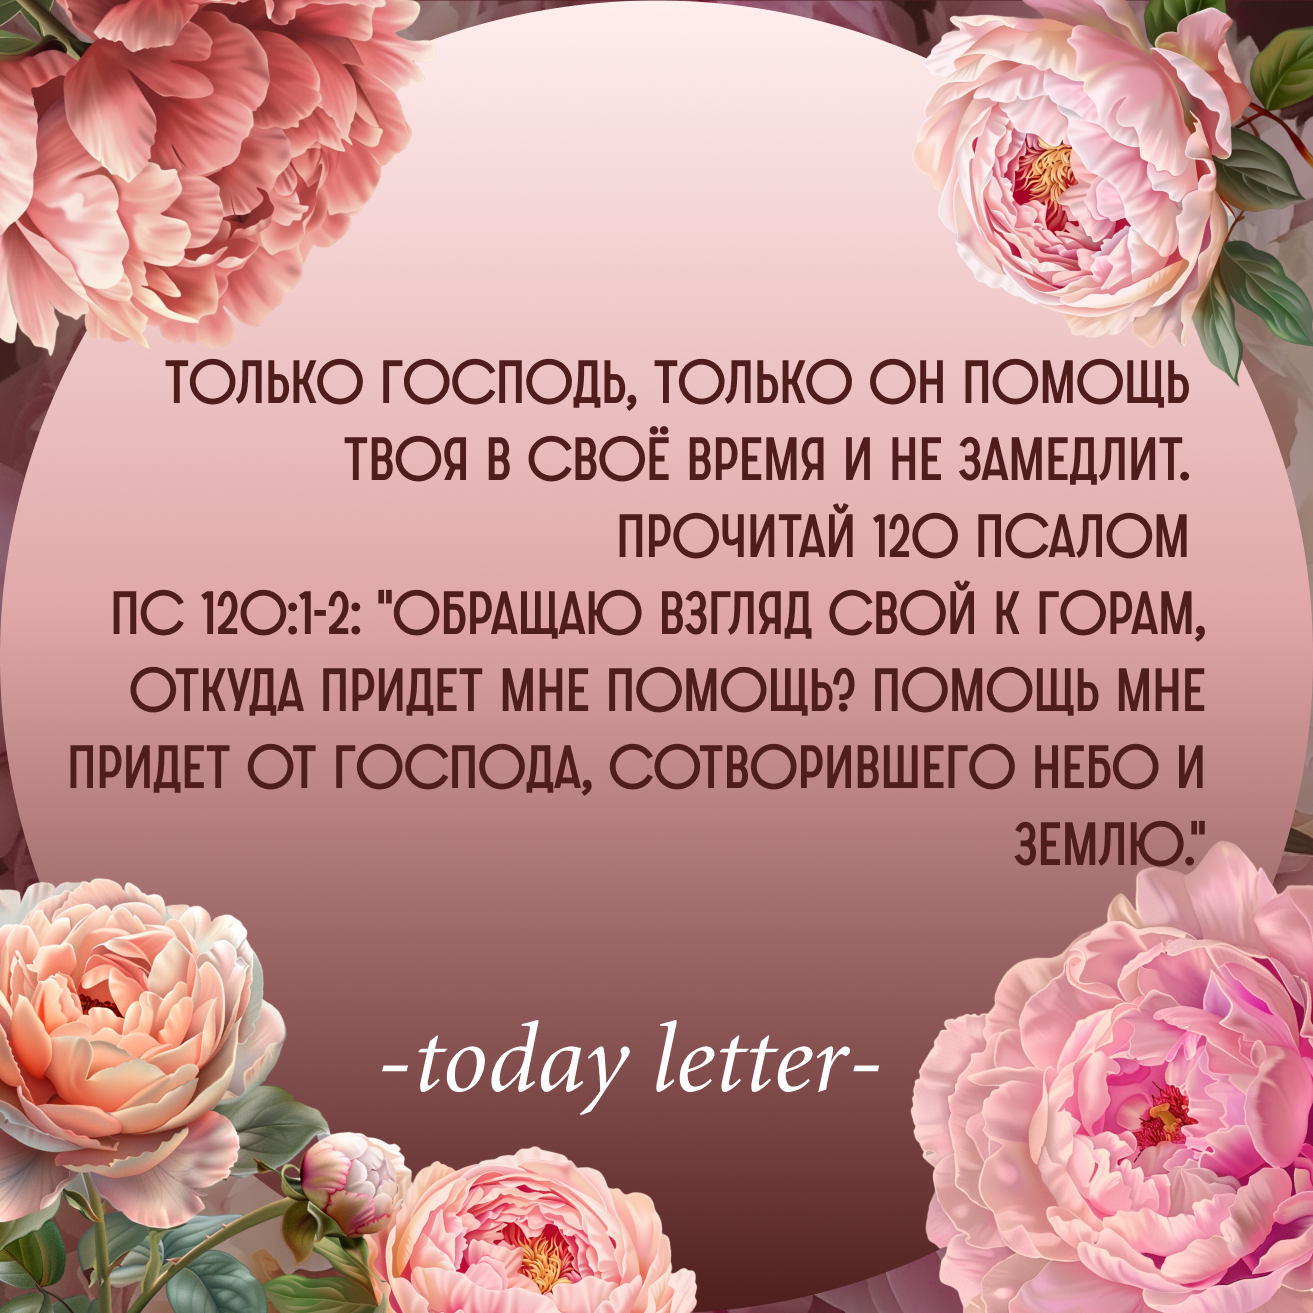 ТОЛЬКО ГОСПОДЬ, ТОЛЬКО ОН ПОМОЩЬ
ТВОЯ В СВОЁ ВРЕМЯ И НЕ ЗАМЕДЛИТ.
ПРОЧИТАЙ 120 ПСАЛОМ
ПС 120:1-2: "ОБРАЩАЮ ВЗГЛЯД СВОЙ К ГОРАМ,
ОТКУДА ПРИДЕТ МНЕ ПОМОЩЬ? ПОМОЩЬ МНЕ
ПРИДЕТ ОТ ГОСПОДА, СОТВОРИВШЕГО НЕБО И
ЗЕМЛЮ."
-today letter-